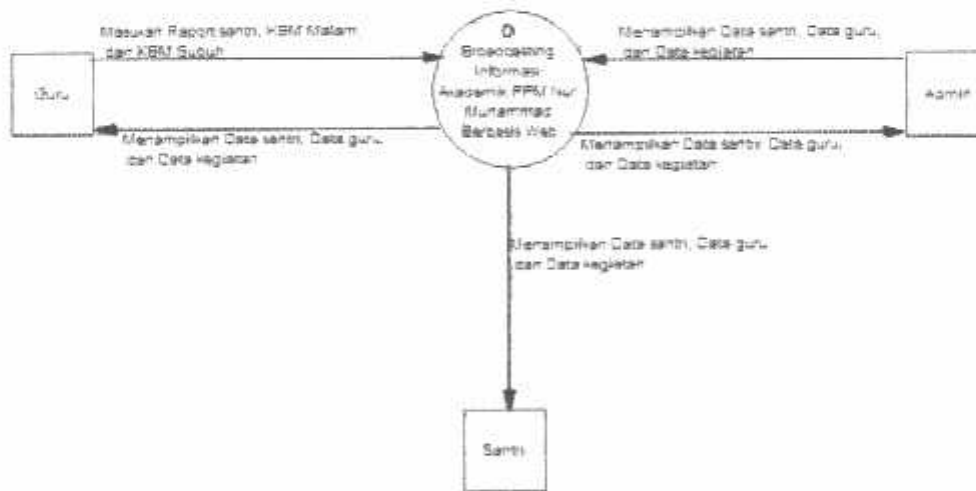 Masukan Raport santri, KBM Malam
dan KBM Subuh
Guru
Menampilkan Data santri, Data guru
dan Data kegiatan
0
Broadcasting
Informasi
Akademik PPM Nur
Muhammad
Berbasis Web
Menampilkan Data santri, Data guru,
dan Data kegiatan
Admin
Menampilkan Data santri, Data guru,
dan Data kegiatan
Menampilkan Data santri, Data guru
dan Data kegiatan
Santri